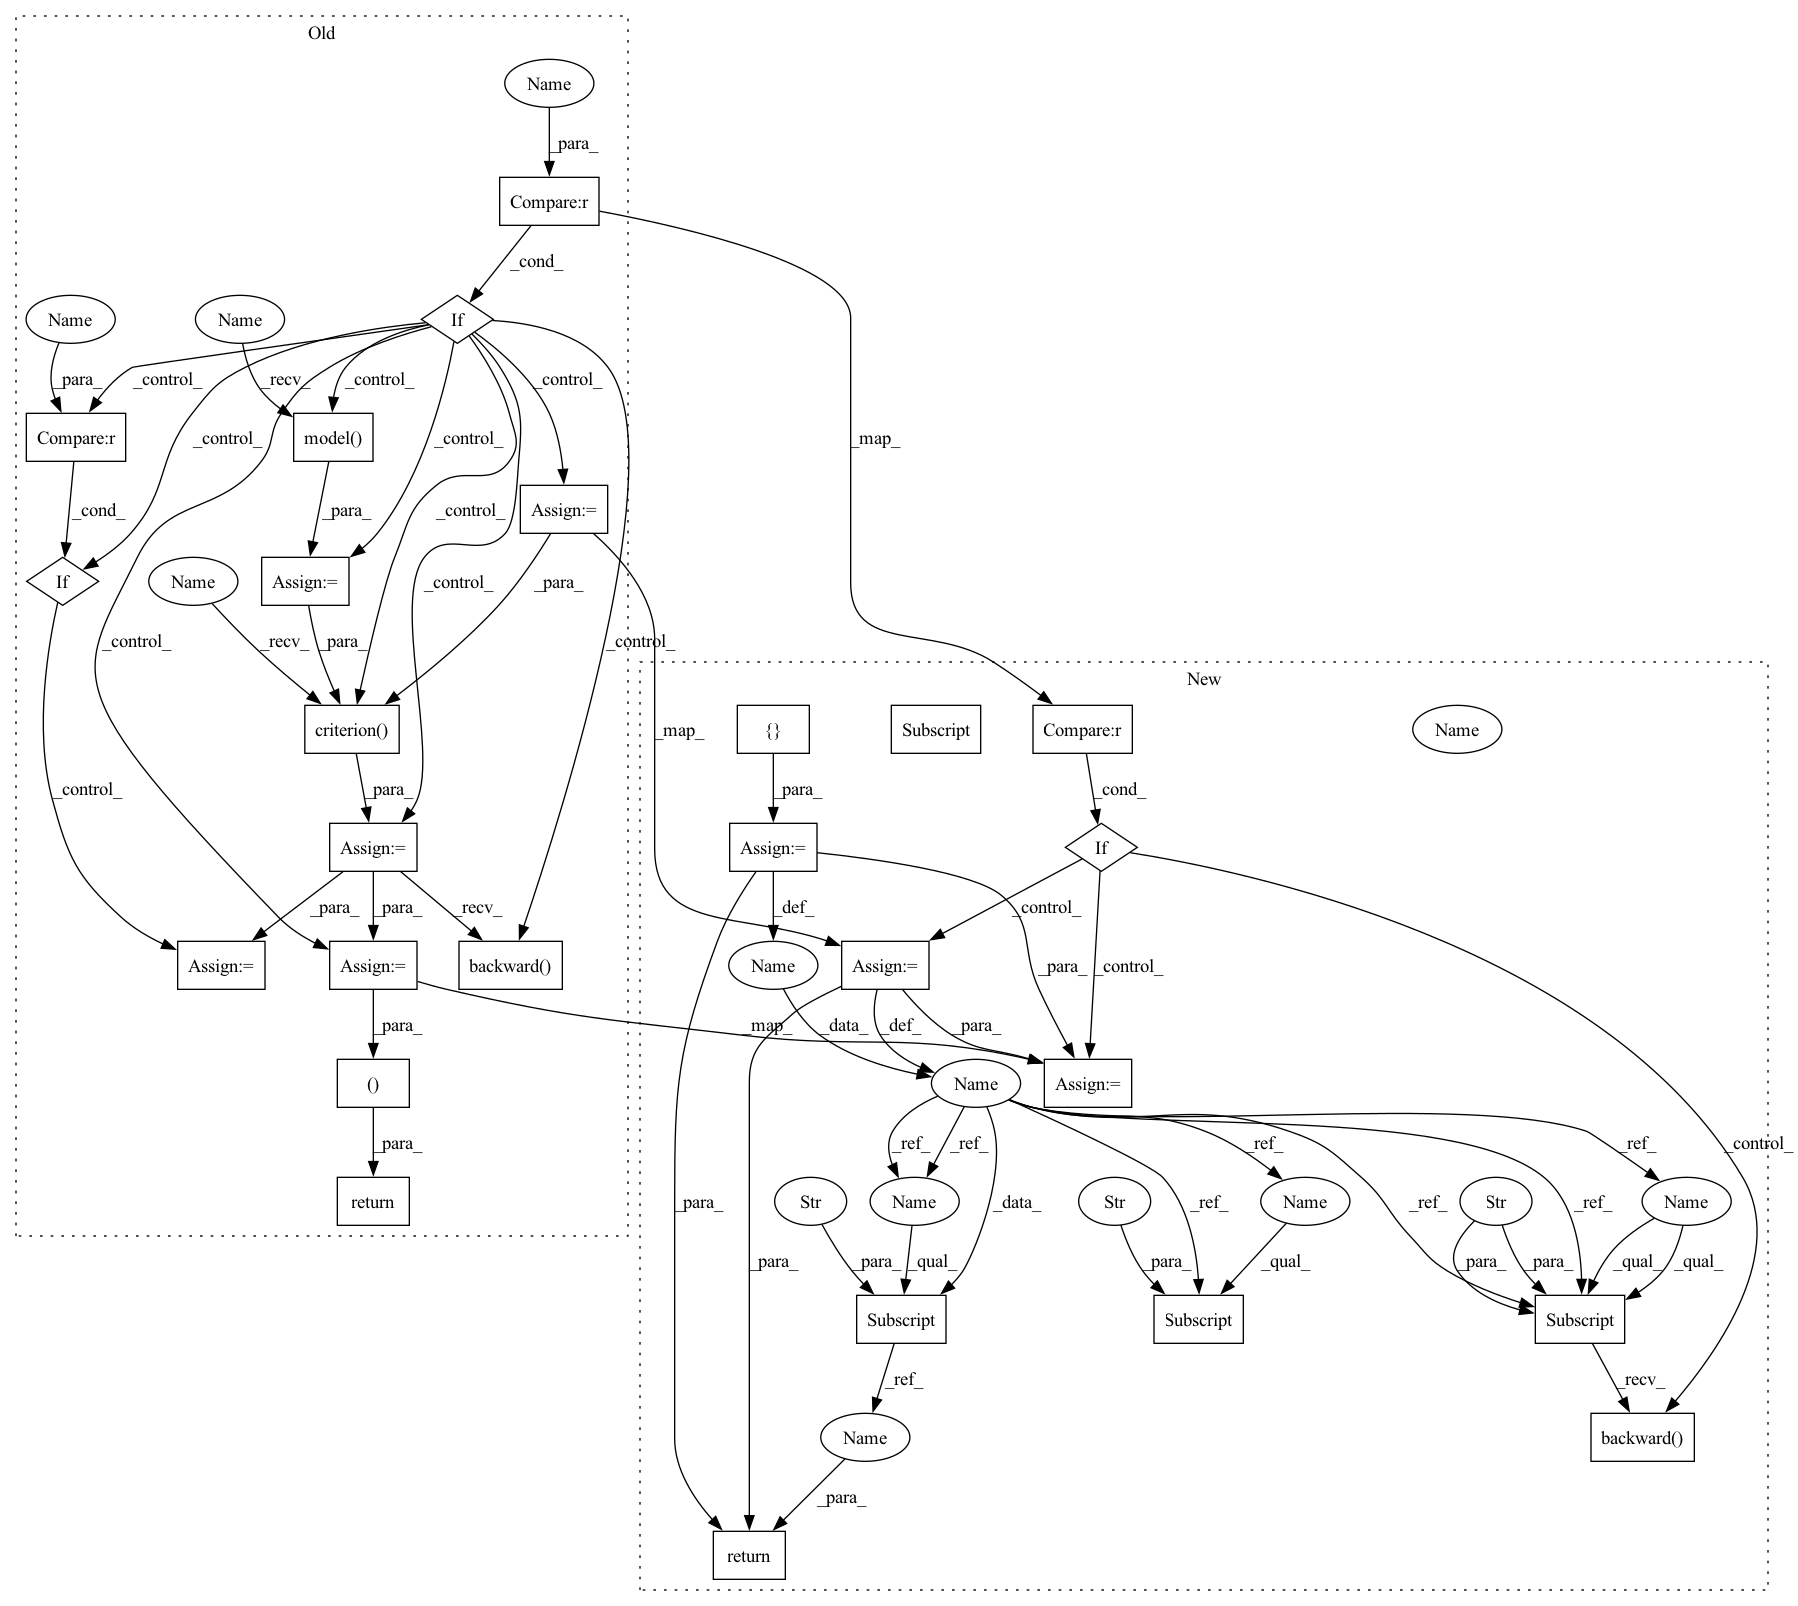 Old
Name
_para_
Compare:r
_cond_
Name
Name
If
_para_
_control_
_recv_
_control_
_control_
Compare:r
model()
_control_
_control_
_map_
_cond_
_para_
_control_
Assign:=
If
Name
Assign:=
_control_
_para_
_control_
_recv_
_para_
_control_
New
criterion()
_map_
{}
Subscript
Compare:r
Name
_control_
_para_
_para_
_cond_
Assign:=
Assign:=
If
_para_
_para_
_recv_
_def_
_control_
Assign:=
Assign:=
backward()
Name
Assign:=
_para_
_control_
_para_
_map_
_data_
_def_
_para_
()
Name
Assign:=
_para_
_ref_
_ref_
_ref_
_ref_
_control_
return
Str
Name
Str
Name
Str
Name
_para_
_data_
_ref_
_ref_
_ref_
_para_
_para_
_qual_
_para_
_qual_
_para_
_para_
_qual_
_qual_
Subscript
Subscript
Subscript
_ref_
_recv_
Name
backward()
_para_
return